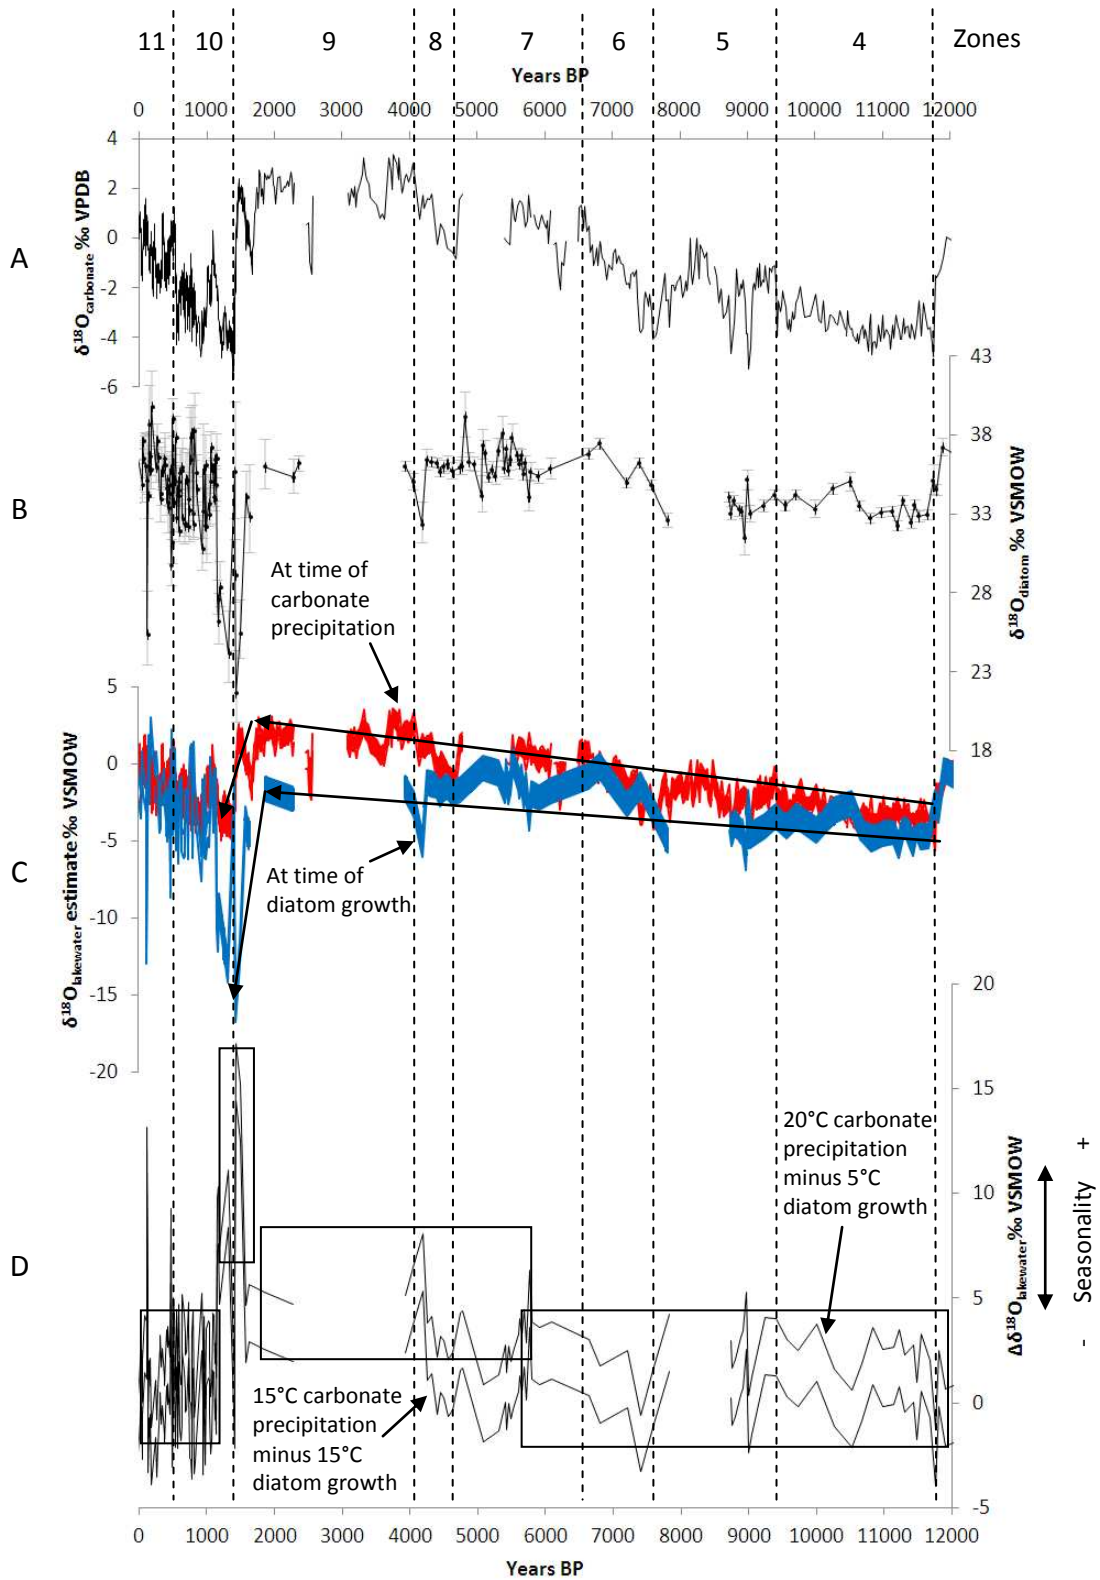 11 10 9 8 7 6 5 4 Zones
Years BP
0 1000 2000 3000 4000 5000 6000 7000 8000 9000 10000 11000 12000
A
δ¹⁸Ocarbonate ‰ VPDB
4
2
0
-2
-4
-6
B
43
38
33
28
23
18
δ¹⁸Odiatom ‰ VSMOW
At time of
carbonate
precipitation
C
δ¹⁸Olakewater estimate‰ VSMOW
5
0
-5
-10
-15
-20
At time of
diatom growth
D
20
15
10
5
0
-5
Δδ¹⁸Olakewater‰ VSMOW
- Seasonality +
20°C carbonate
precipitation
minus 5°C
diatom growth
15°C carbonate
precipitation
minus 15°C
diatom growth
0 1000 2000 3000 4000 5000 6000 7000 8000 9000 10000 11000 12000
Years BP